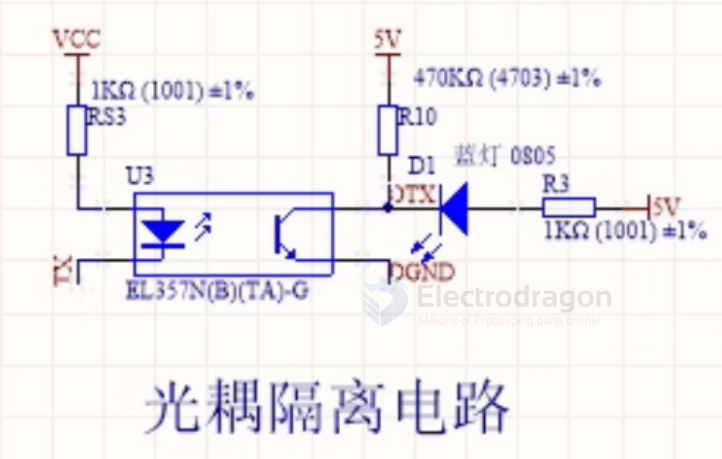 VCC
5V
1KΩ (1001) ±1%
470KΩ (4703) ±1%
RS3
R10
U3
D1
蓝灯 0805
DTX
R3
5V
1KΩ (1001) ±1%
TX
DGND
EL357N(B)(TA)-G
Electrodragon
Millions of Prototyping parts online!
光耦隔离电路